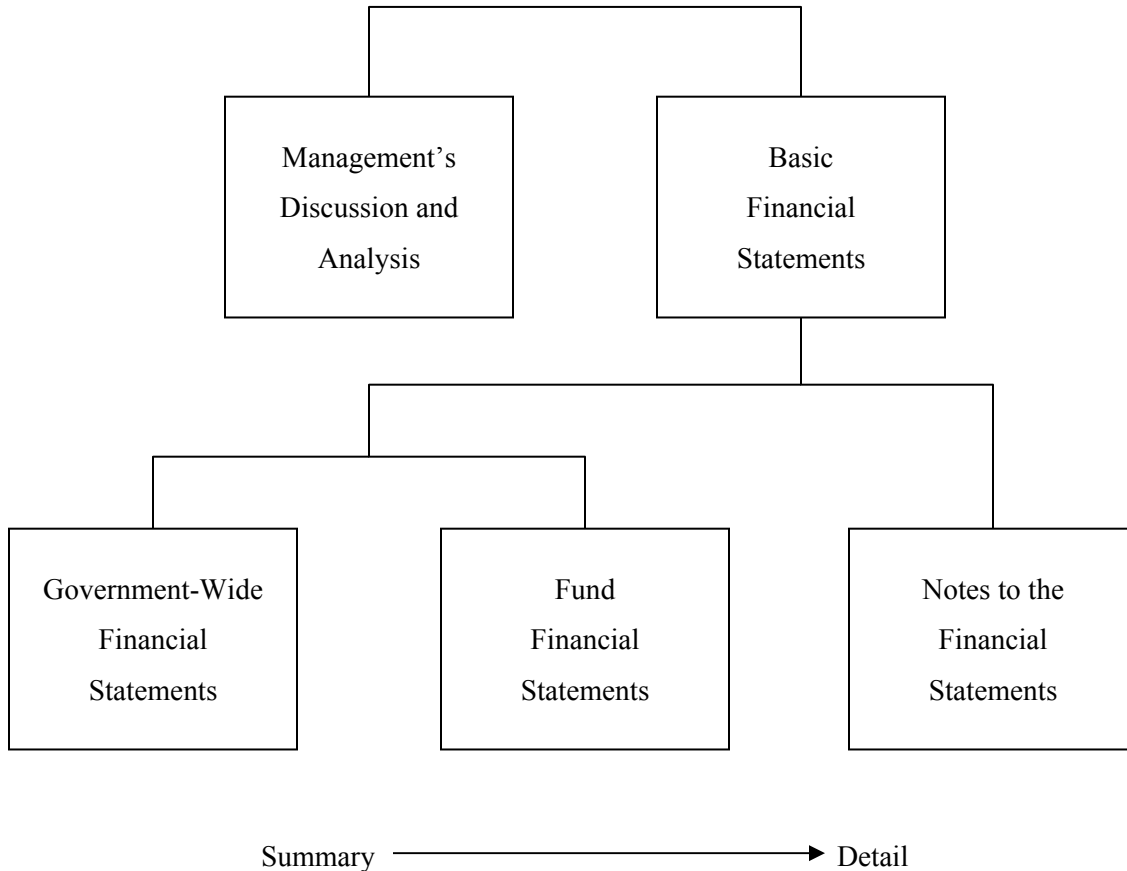 Management’s
Discussion and
Analysis
Basic
Financial
Statements
Government-Wide
Financial
Statements
Fund
Financial
Statements
Notes to the
Financial
Statements
Summary
Detail